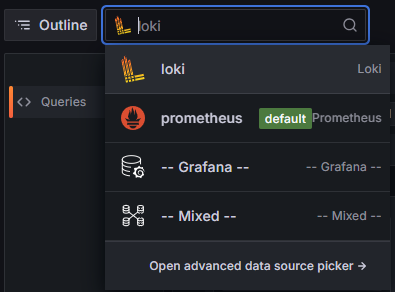 Outline
loki
loki Loki
Queries
prometheus default Prometheus
-- Grafana -- -- Grafana --
-- Mixed -- -- Mixed --
Open advanced data source picker →